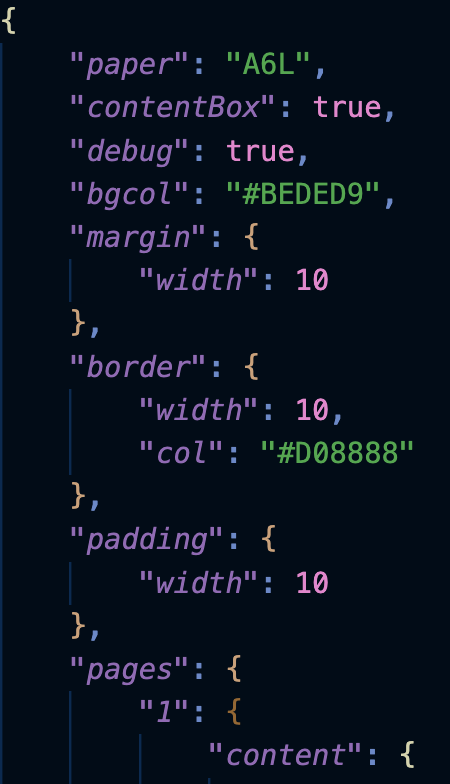 {
    "paper": "A6L",
    "contentBox": true,
    "debug": true,
    "bgcol": "#BEDED9",
    "margin": {
        "width": 10
    },
    "border": {
        "width": 10,
        "col": "#D08888"
    },
    "padding": {
        "width": 10
    },
    "pages": {
        "1": {
            "content": {